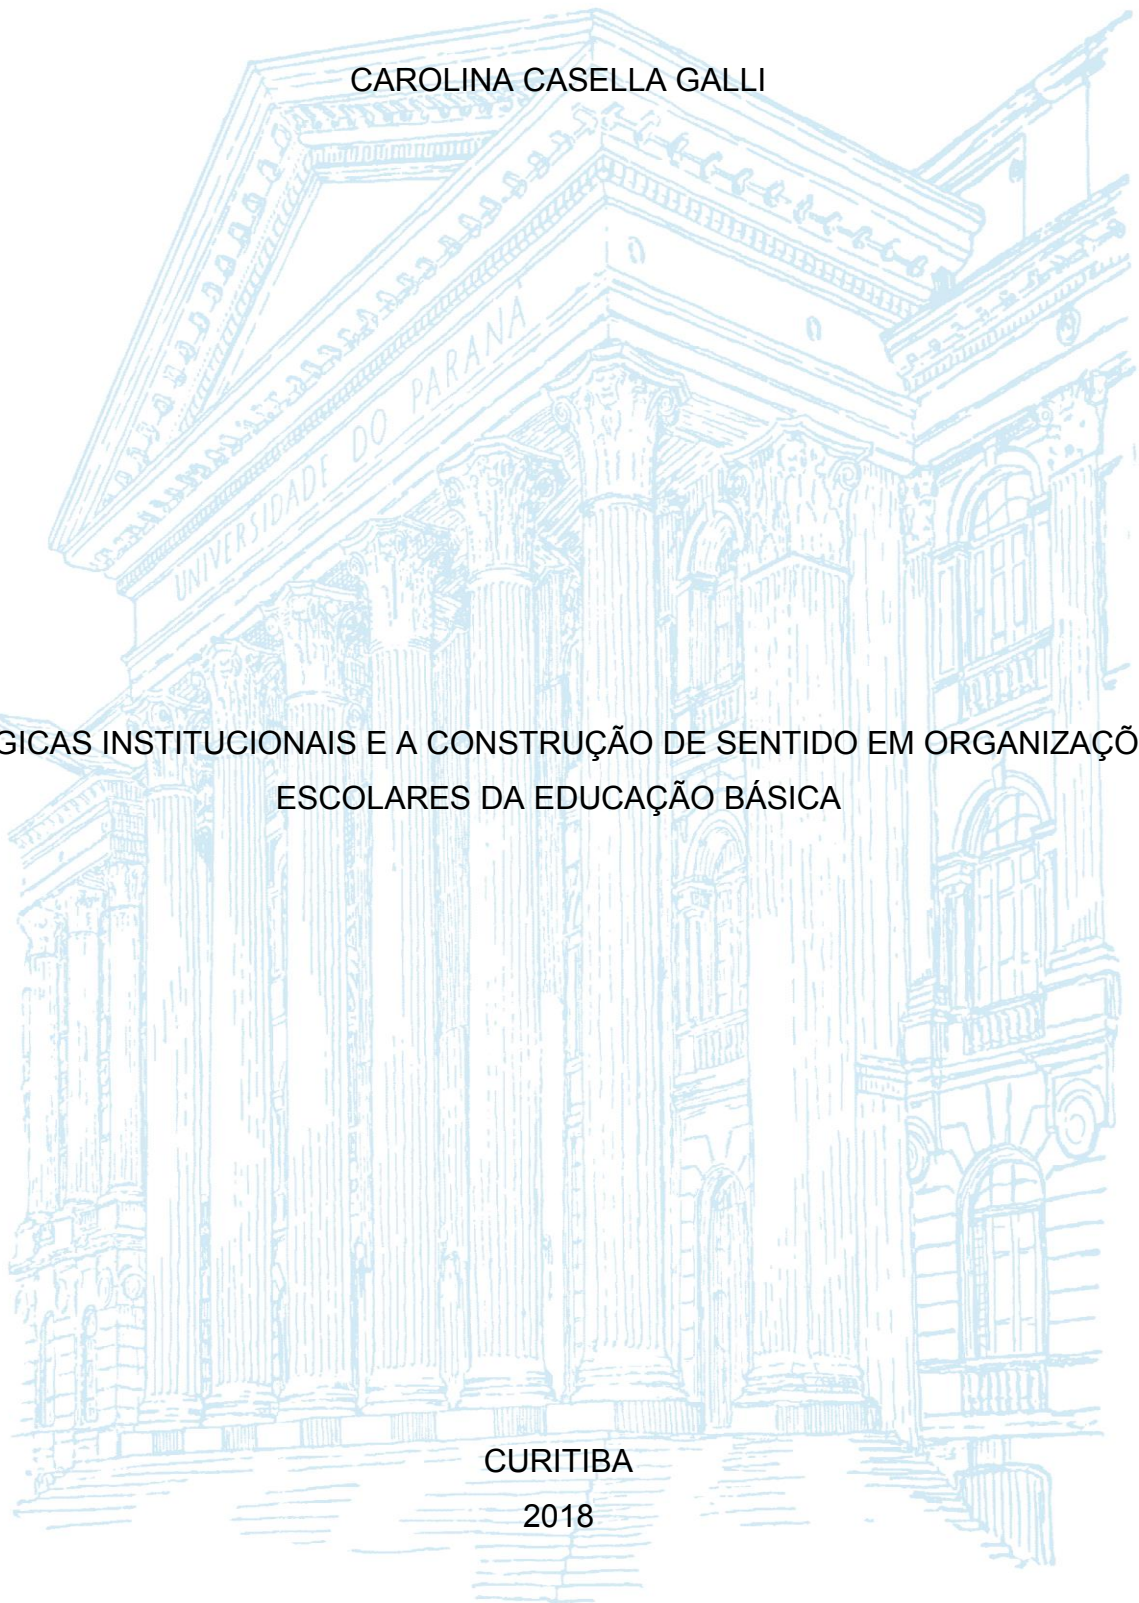 CAROLINA CASELLA GALLI
UNIVERSIDADE DO PARANÁ
GICAS INSTITUCIONAIS E A CONSTRUÇÃO DE SENTIDO EM ORGANIZAÇÕ
ESCOLARES DA EDUCAÇÃO BÁSICA
CURITIBA
2018